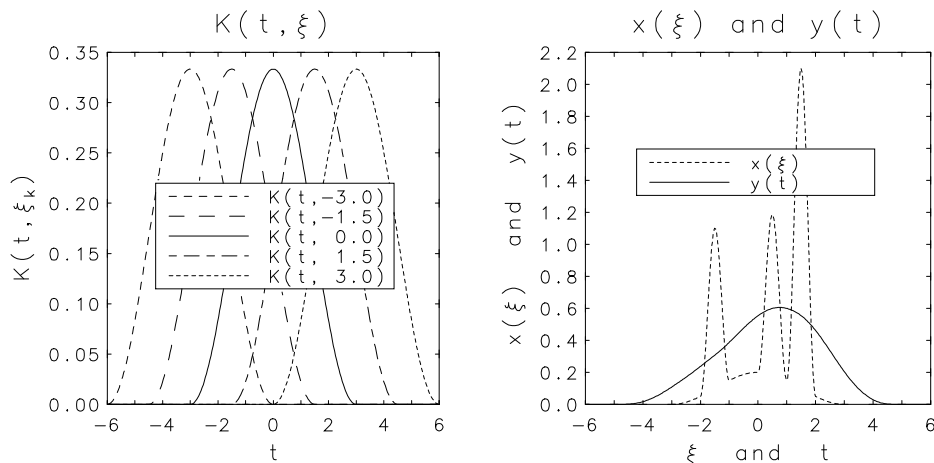 K(t,ξ)
0.35
0.30
0.25
0.20
0.15
0.10
0.05
0.00
K(t,ξk)
K(t,-3.0)
K(t,-1.5)
K(t, 0.0)
K(t, 1.5)
K(t, 3.0)
-6 -4 -2 0 2 4 6
t
x(ξ) and y(t)
2.2
2.0
1.8
1.6
1.4
1.2
1.0
0.8
0.6
0.4
0.2
0.0
x(ξ) and y(t)
x(ξ)
y(t)
-6 -4 -2 0 2 4 6
ξ and t